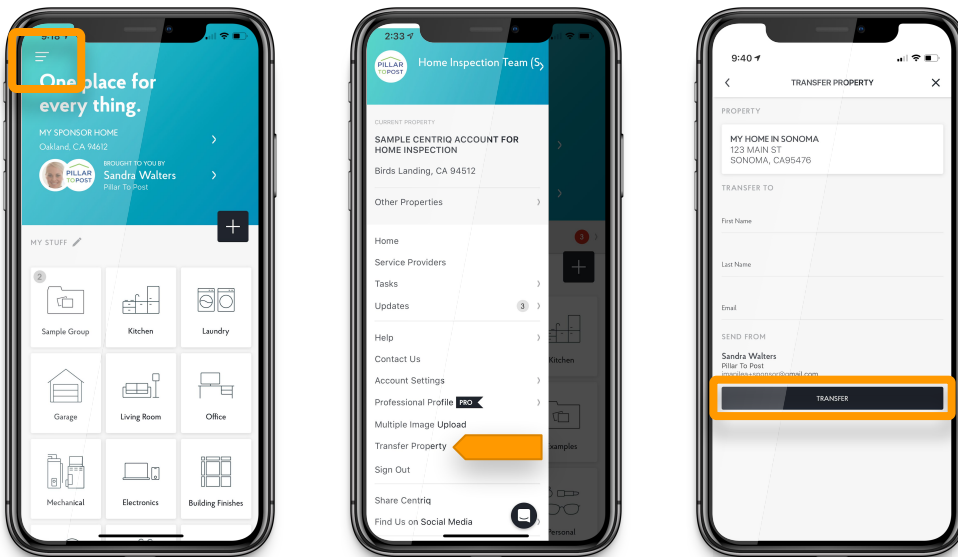 9:18
One place for
every thing.
MY SPONSOR HOME
Oakland, CA 94612
PILLAR
TO POST
BROUGHT TO YOU BY
Sandra Walters
Pillar To Post
+
MY STUFF
2
Sample Group
Kitchen
Laundry
Garage
Living Room
Office
Mechanical
Electronics
Building Finishes
2:33
PILLAR
TO POST
Home Inspection Team (S
CURRENT PROPERTY
SAMPLE CENTRIQ ACCOUNT FOR
HOME INSPECTION
Birds Landing, CA 94512
Other Properties
3
Home
Service Providers
+
Tasks
Updates
3
Help
Contact Us
Kitchen
Account Settings
Professional Profile PRO
Multiple Image Upload
Transfer Property
Examples
Sign Out
Share Centriq
Find Us on Social Media
Personal
9:40
TRANSFER PROPERTY
PROPERTY
MY HOME IN SONOMA
123 MAIN ST
SONOMA, CA95476
TRANSFER TO
First Name
Last Name
Email
SEND FROM
Sandra Walters
Pillar To Post
TRANSFER